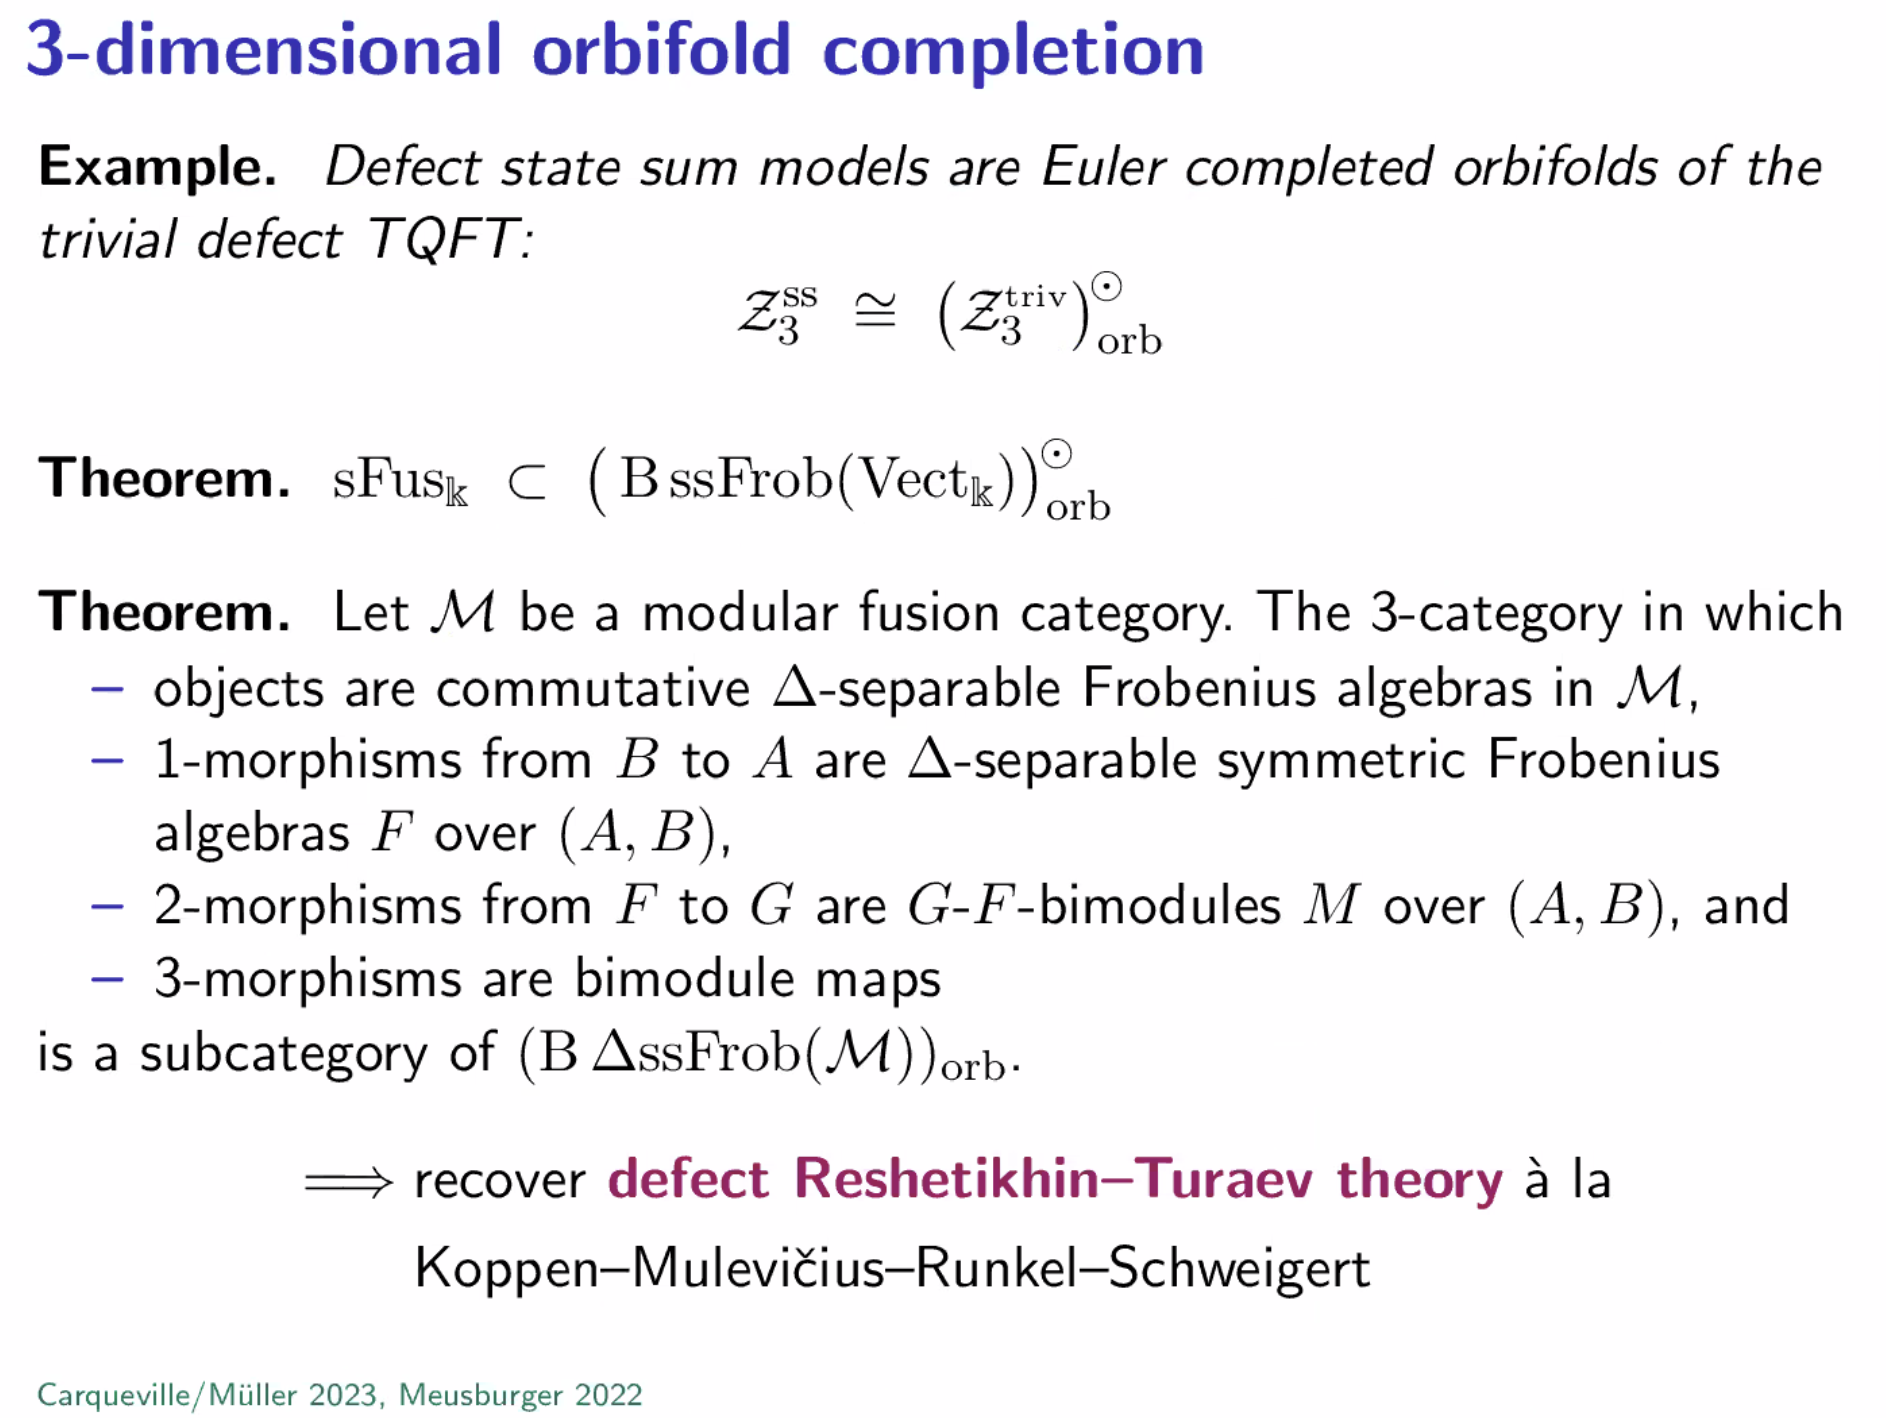 3-dimensional orbifold completion
Example. Defect state sum models are Euler completed orbifolds of the
trivial defect TQFT:
$\mathcal{Z}_3^{\mathrm{ss}} \cong \left(\mathcal{Z}_3^{\mathrm{triv}}\right)_{\mathrm{orb}}^{\odot}$
Theorem. $\mathrm{sFus}_{\Bbbk} \subset \left(\mathrm{B\,ssFrob}(\mathrm{Vect}_{\Bbbk})\right)_{\mathrm{orb}}^{\odot}$
Theorem. Let $\mathcal{M}$ be a modular fusion category. The 3-category in which
– objects are commutative Δ-separable Frobenius algebras in $\mathcal{M}$,
– 1-morphisms from $B$ to $A$ are Δ-separable symmetric Frobenius
algebras $F$ over $(A, B)$,
– 2-morphisms from $F$ to $G$ are $G$-$F$-bimodules $M$ over $(A, B)$, and
– 3-morphisms are bimodule maps
is a subcategory of $(\mathrm{B\,\Delta ssFrob}(\mathcal{M}))_{\mathrm{orb}}$.
⟹ recover defect Reshetikhin–Turaev theory à la
Koppen–Mulevičius–Runkel–Schweigert
Carqueville/Müller 2023, Meusburger 2022